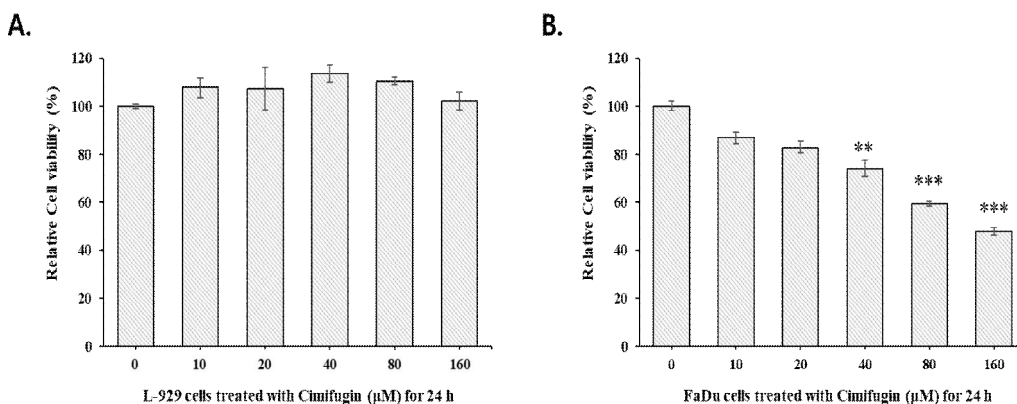 A.
120
100
80
60
40
20
0
Relative Cell viability (%)
0 10 20 40 80 160
L-929 cells treated with Cimifugin (µM) for 24 h
B.
120
100
80
60
40
20
0
Relative Cell viability (%)
**
***
***
0 10 20 40 80 160
FaDu cells treated with Cimifugin (µM) for 24 h